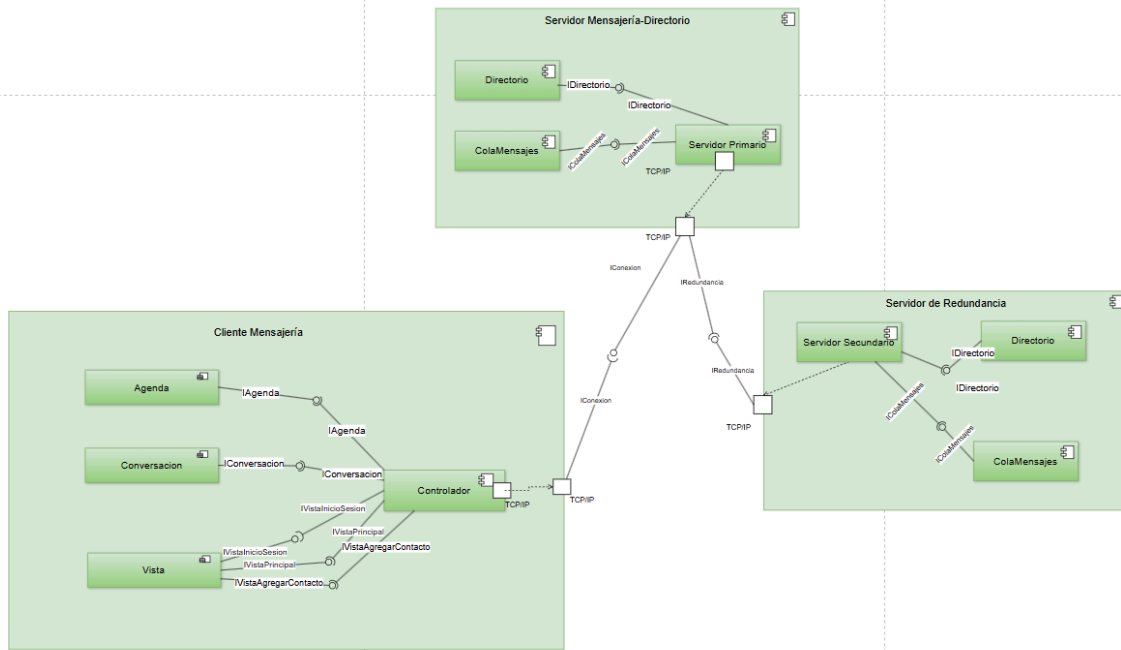 Servidor Mensajería-Directorio
Directorio
IDirectorio
IDirectorio
ColaMensajes
IColaMensajes
IColaMensajes
Servidor Primario
TCP/IP
TCP/IP
IConexion
IRedundancia
IConexion
IRedundancia
TCP/IP
Servidor de Redundancia
Servidor Secundario
Directorio
IDirectorio
IDirectorio
IColaMensajes
IColaMensajes
ColaMensajes
Cliente Mensajería
Agenda
IAgenda
IAgenda
Conversacion
IConversacion
IConversacion
Controlador
TCP/IP
TCP/IP
IVistaInicioSesion
IVistaPrincipal
IVistaAgregarContacto
Vista
IVistaInicioSesion
IVistaPrincipal
IVistaAgregarContacto